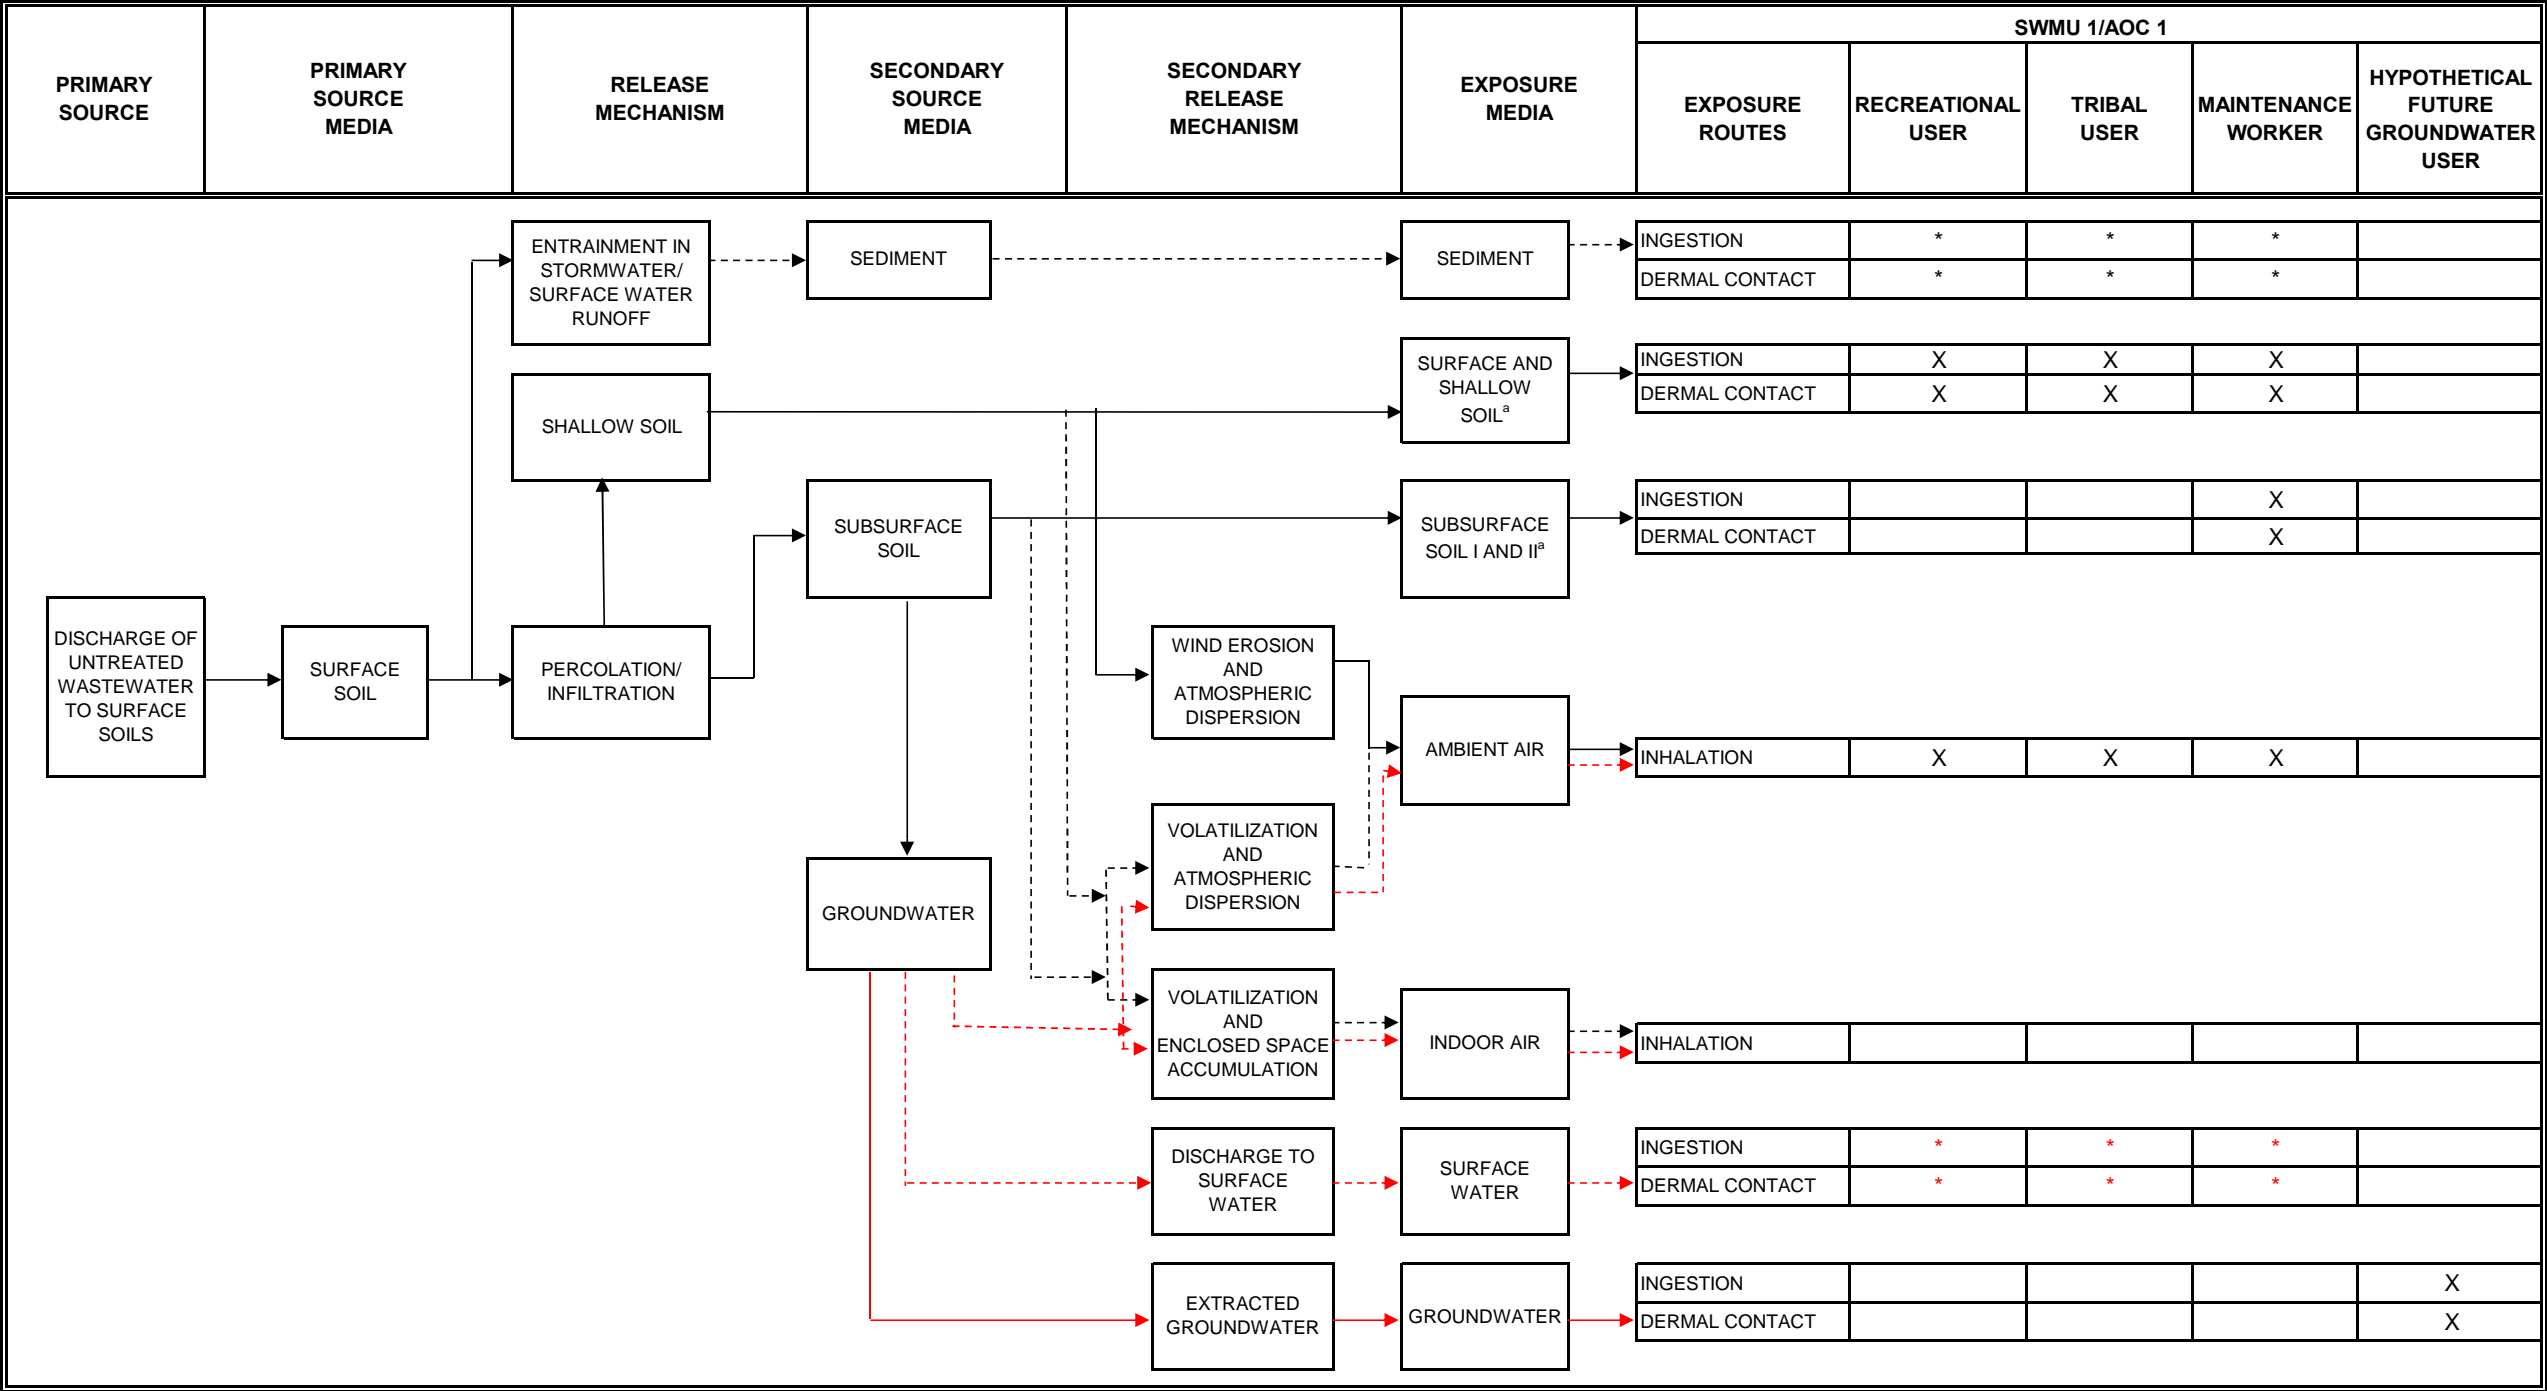 SWMU 1/AOC 1
PRIMARY
SOURCE
PRIMARY
SOURCE
MEDIA
RELEASE
MECHANISM
SECONDARY
SOURCE
MEDIA
SECONDARY
RELEASE
MECHANISM
EXPOSURE
MEDIA
EXPOSURE
ROUTES
RECREATIONAL
USER
TRIBAL
USER
MAINTENANCE
WORKER
HYPOTHETICAL
FUTURE
GROUNDWATER
USER
ENTRAINMENT IN
STORMWATER/
SURFACE WATER
RUNOFF
SEDIMENT
SEDIMENT
INGESTION * * *
DERMAL CONTACT * * *
SHALLOW SOIL
SURFACE AND
SHALLOW
SOILa
INGESTION X X X
DERMAL CONTACT X X X
SUBSURFACE
SOIL
SUBSURFACE
SOIL I AND IIa
INGESTION X
DERMAL CONTACT X
DISCHARGE OF
UNTREATED
WASTEWATER
TO SURFACE
SOILS
SURFACE
SOIL
PERCOLATION/
INFILTRATION
WIND EROSION
AND
ATMOSPHERIC
DISPERSION
AMBIENT AIR
INHALATION X X X
VOLATILIZATION
AND
ATMOSPHERIC
DISPERSION
GROUNDWATER
VOLATILIZATION
AND
ENCLOSED SPACE
ACCUMULATION
INDOOR AIR
INHALATION
DISCHARGE TO
SURFACE
WATER
SURFACE
WATER
INGESTION * * *
DERMAL CONTACT * * *
EXTRACTED
GROUNDWATER
GROUNDWATER
INGESTION X
DERMAL CONTACT X